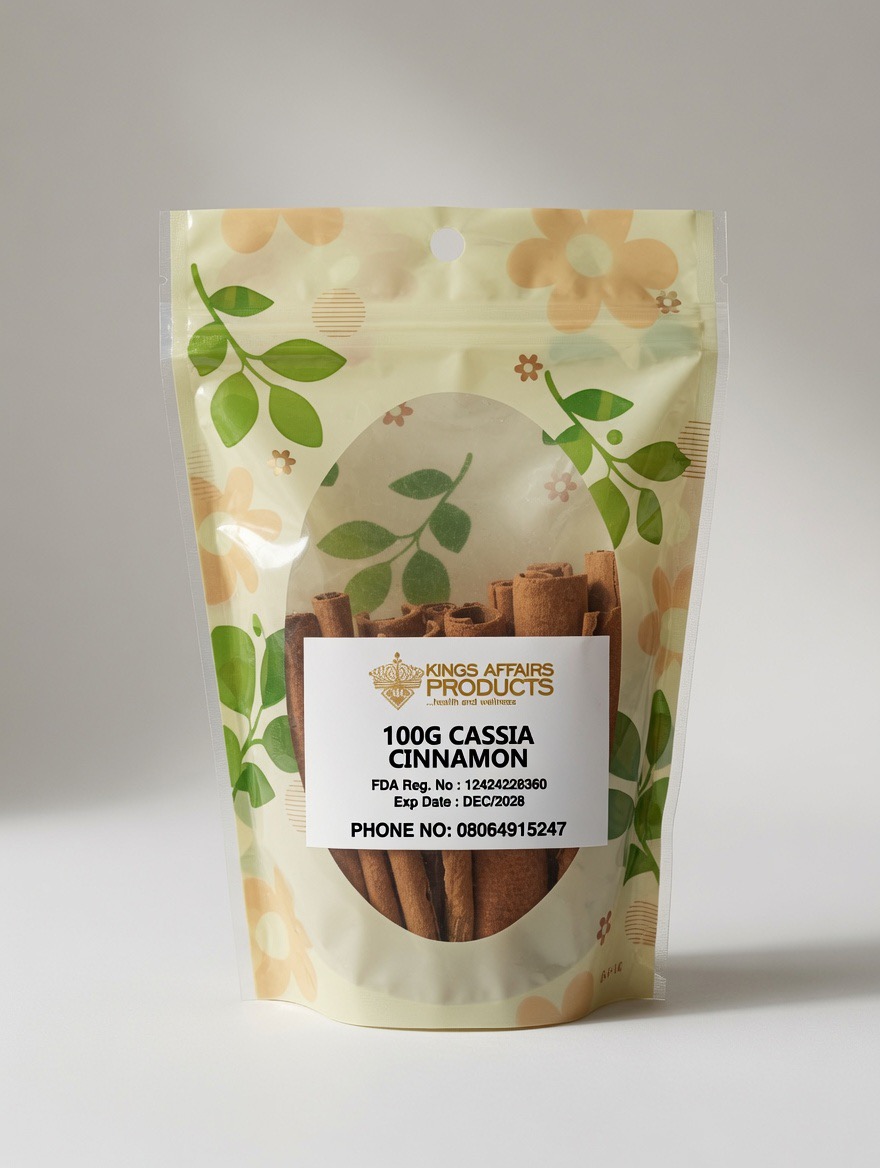 KINGS AFFAIRS
PRODUCTS
...health and wellness
100G CASSIA
CINNAMON
FDA Reg. No : 12424228360
Exp Date : DEC/2028
PHONE NO: 08064915247